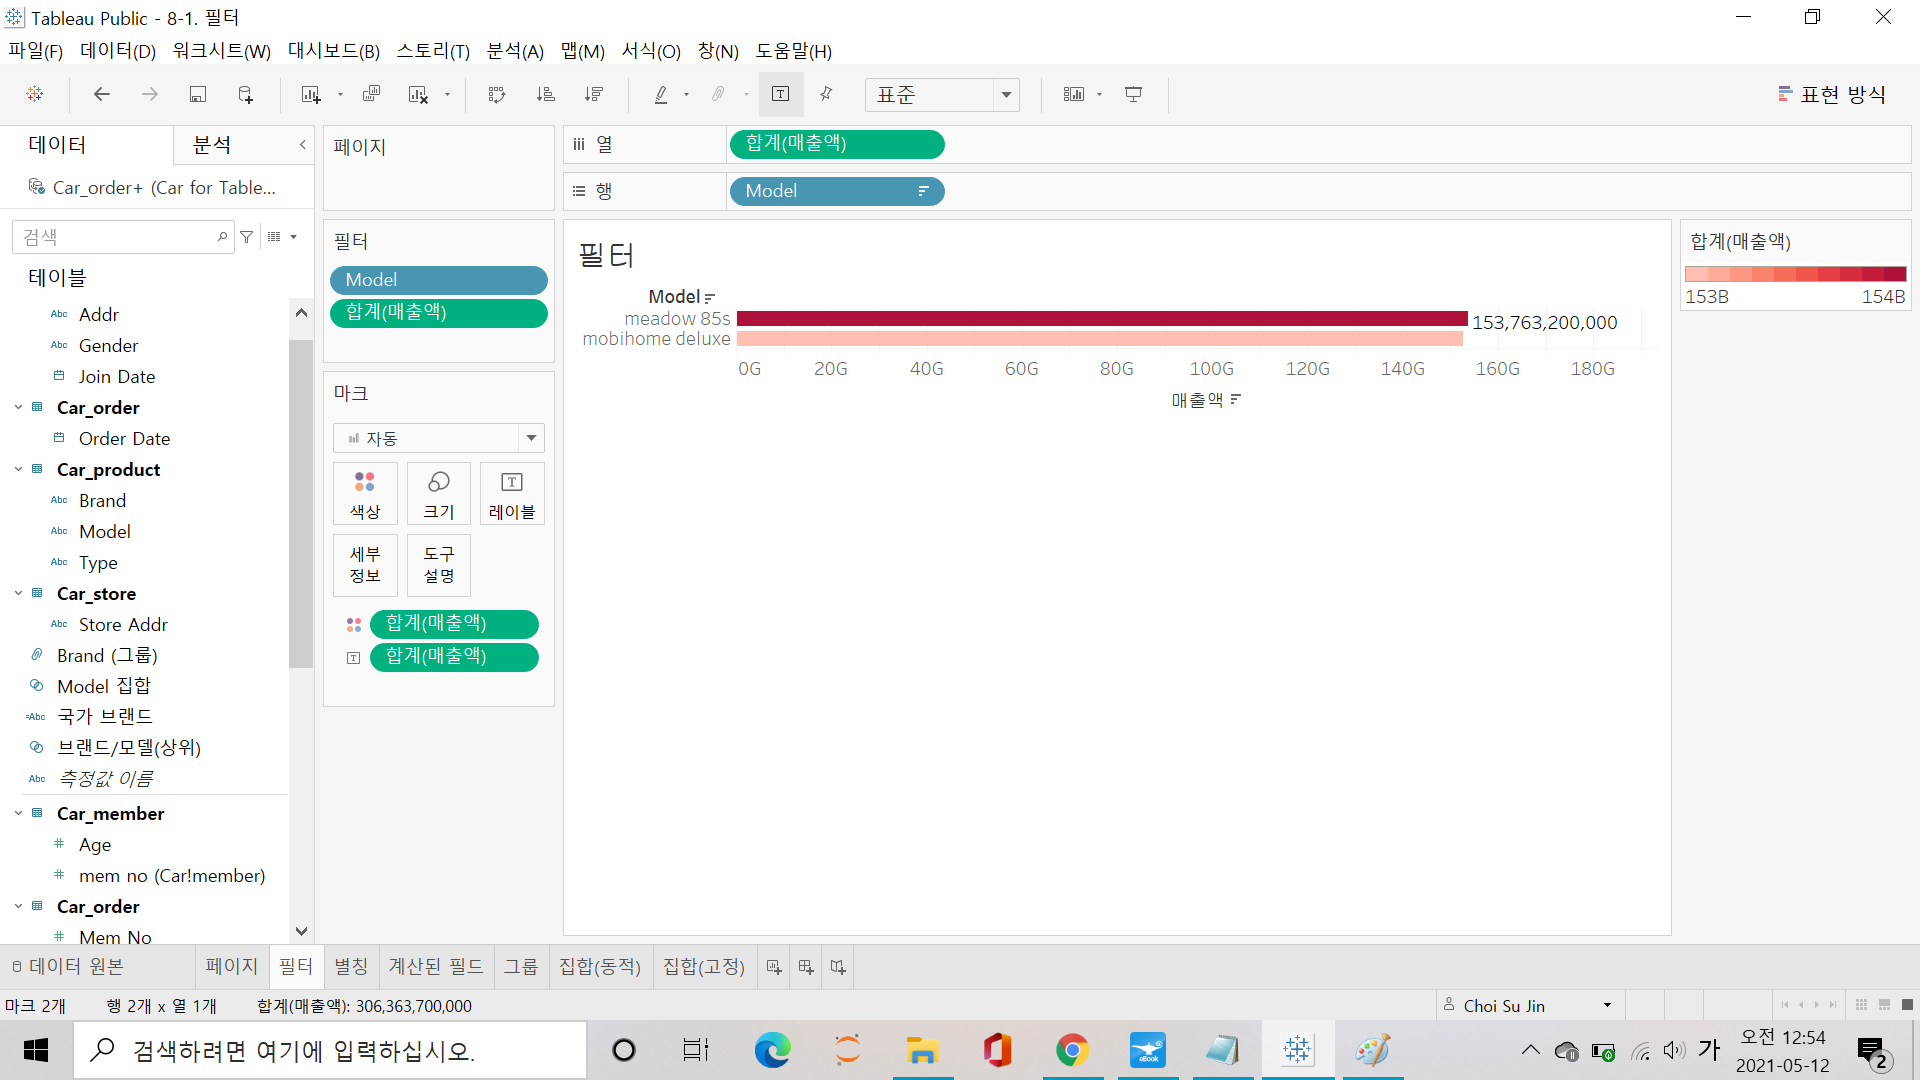 Tableau Public - 8-1. 필터
파일(F) 데이터(D) 워크시트(W) 대시보드(B) 스토리(T) 분석(A) 맵(M) 서식(O) 창(N) 도움말(H)
표준
표현 방식
데이터 분석
Car_order+ (Car for Table...
검색
테이블
Abc Addr
Abc Gender
Join Date
Car_order
Order Date
Car_product
Abc Brand
Abc Model
Abc Type
Car_store
Abc Store Addr
Brand (그룹)
Model 집합
=Abc 국가 브랜드
브랜드/모델(상위)
Abc 측정값 이름
Car_member
# Age
# mem no (Car!member)
Car_order
# Mem No
페이지
필터
Model
합계(매출액)
마크
자동
색상 크기 레이블
세부 정보
도구 설명
합계(매출액)
합계(매출액)
열 합계(매출액)
행 Model
필터
Model
meadow 85s 153,763,200,000
mobihome deluxe
0G 20G 40G 60G 80G 100G 120G 140G 160G 180G
매출액
합계(매출액)
153B 154B
데이터 원본 페이지 필터 별칭 계산된 필드 그룹 집합(동적) 집합(고정)
마크 2개 행 2개 x 열 1개 합계(매출액): 306,363,700,000
Choi Su Jin
검색하려면 여기에 입력하십시오.
eBook
가
오전 12:54
2021-05-12
2